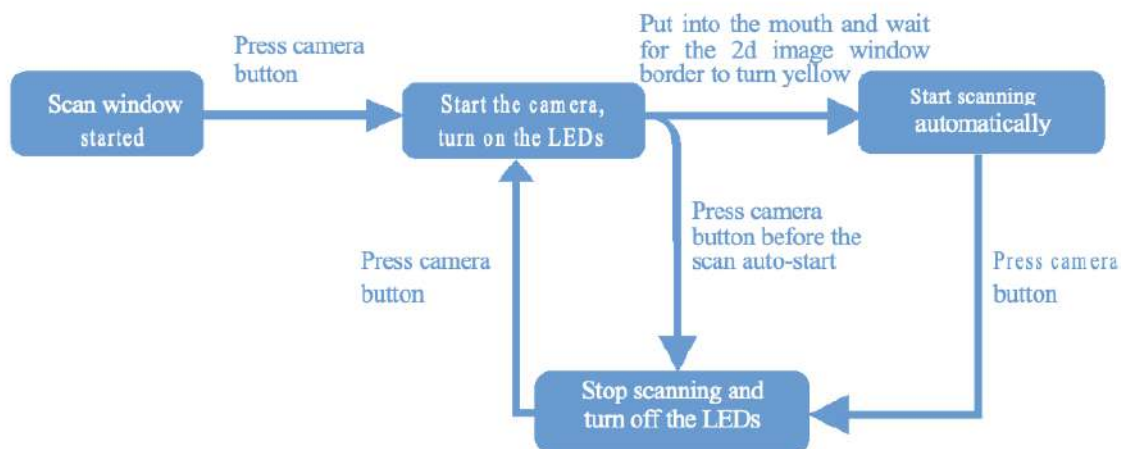 Press camera
button
Put into the mouth and wait
for the 2d image window
border to turn yellow
Scan window
started
Start the camera,
turn on the LEDs
Start scanning
automatically
Press camera
button
Press camera
button before the
scan auto-start
Press camera
button
Stop scanning and
turn off the LEDs